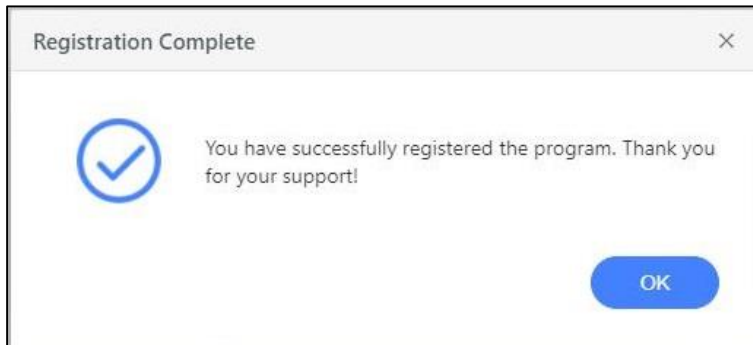 Registration Complete
You have successfully registered the program. Thank you
for your support!
OK